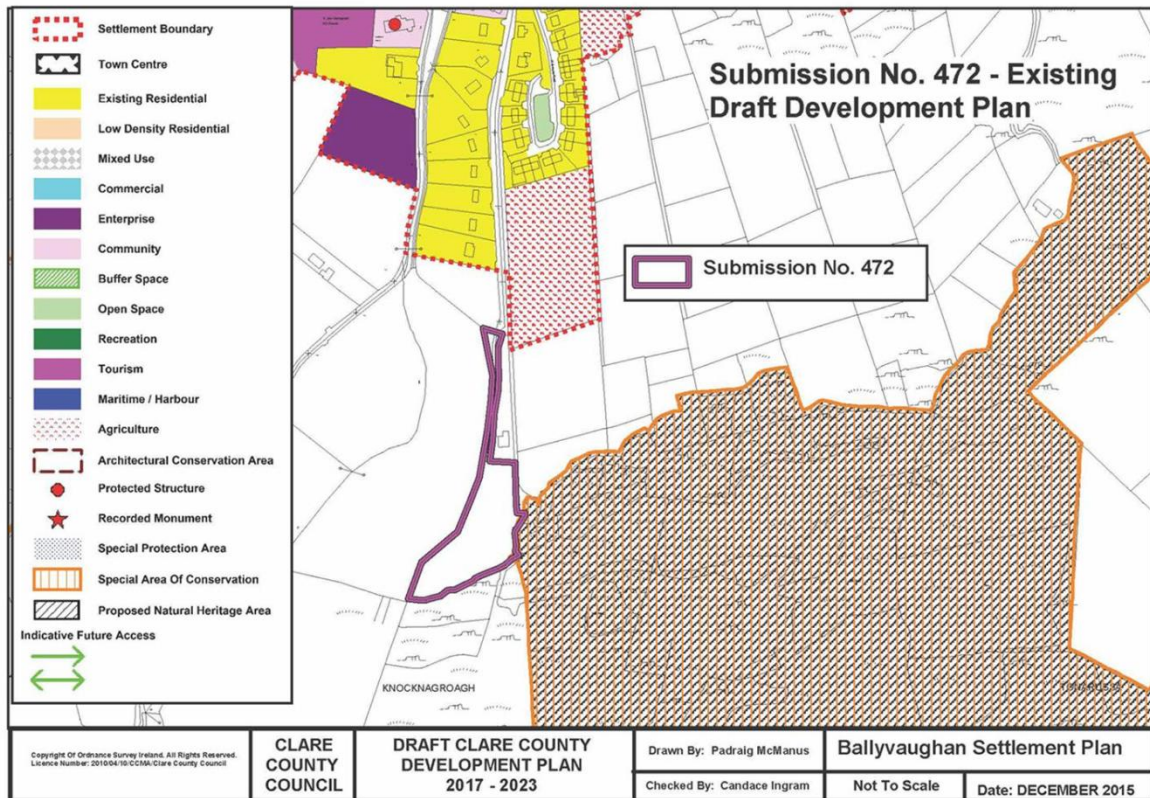 Settlement Boundary
Town Centre
Existing Residential
Low Density Residential
Mixed Use
Commercial
Enterprise
Community
Buffer Space
Open Space
Recreation
Tourism
Maritime / Harbour
Agriculture
Architectural Conservation Area
Protected Structure
Recorded Monument
Special Protection Area
Special Area Of Conservation
Proposed Natural Heritage Area
Indicative Future Access
Submission No. 472 - Existing
Draft Development Plan
Submission No. 472
KNOCKNAGROAGH
Copyright Of Ordnance Survey Ireland. All Rights Reserved.
Licence Number: 2010/04/10/CCMA/Clare County Council
CLARE
COUNTY
COUNCIL
DRAFT CLARE COUNTY
DEVELOPMENT PLAN
2017 - 2023
Drawn By: Padraig McManus
Checked By: Candace Ingram
Ballyvaughan Settlement Plan
Not To Scale
Date: DECEMBER 2015